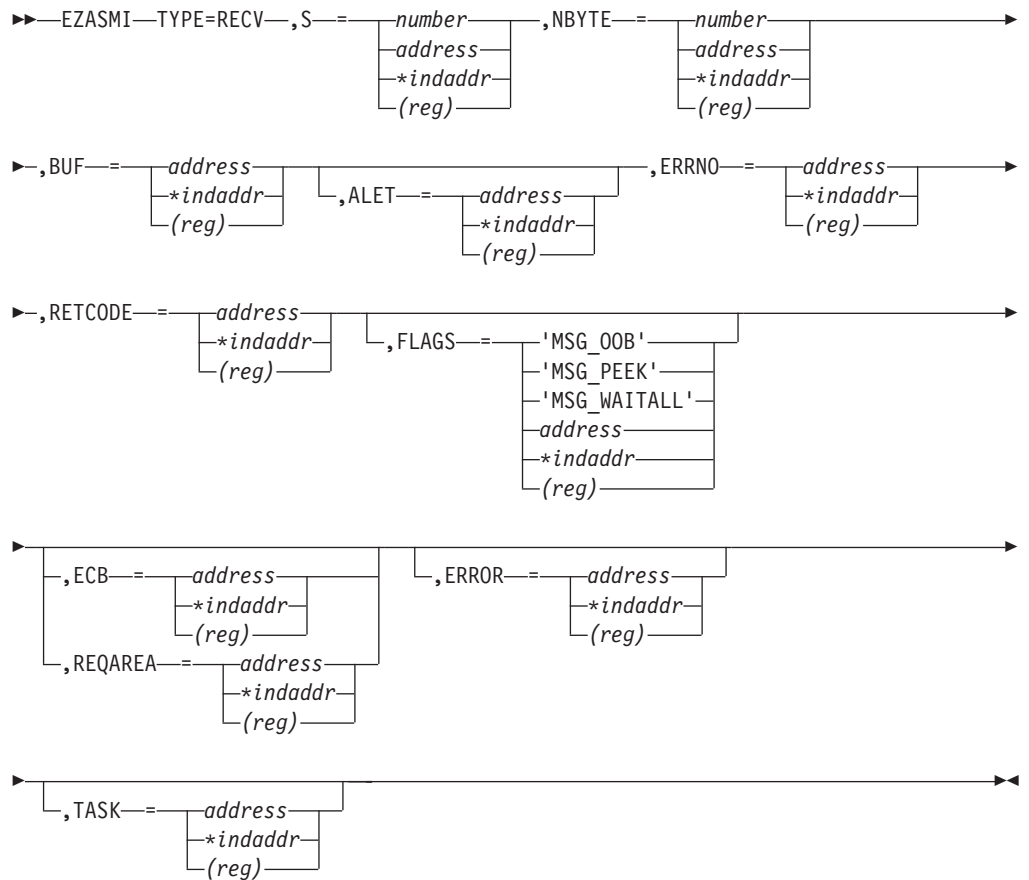 EZASMI TYPE=RECV ,S = number ,NBYTE = number
address address
*indaddr *indaddr
(reg) (reg)
,BUF = address ,ERRNO = address
*indaddr ,ALET = address *indaddr
(reg) *indaddr (reg)
(reg)
,RETCODE = address
*indaddr ,FLAGS = 'MSG_OOB'
(reg) 'MSG_PEEK'
'MSG_WAITALL'
address
*indaddr
(reg)
,ECB = address ,ERROR = address
*indaddr *indaddr
(reg) (reg)
,REQAREA = address
*indaddr
(reg)
,TASK = address
*indaddr
(reg)